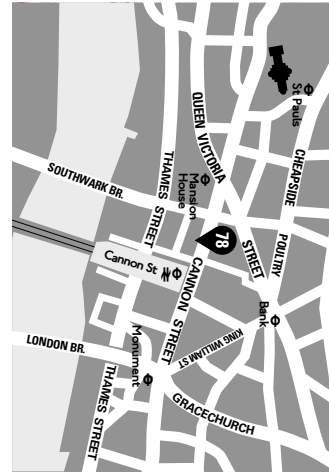 St Pauls
CHEAPSIDE
POULTRY
QUEEN VICTORIA
STREET
Mansion
House
THAMES STREET
SOUTHWARK BR.
78
Bank
Cannon St
CANNON STREET
KING WILLIAM ST
LONDON BR.
Monument
GRACECHURCH
THAMES STREET